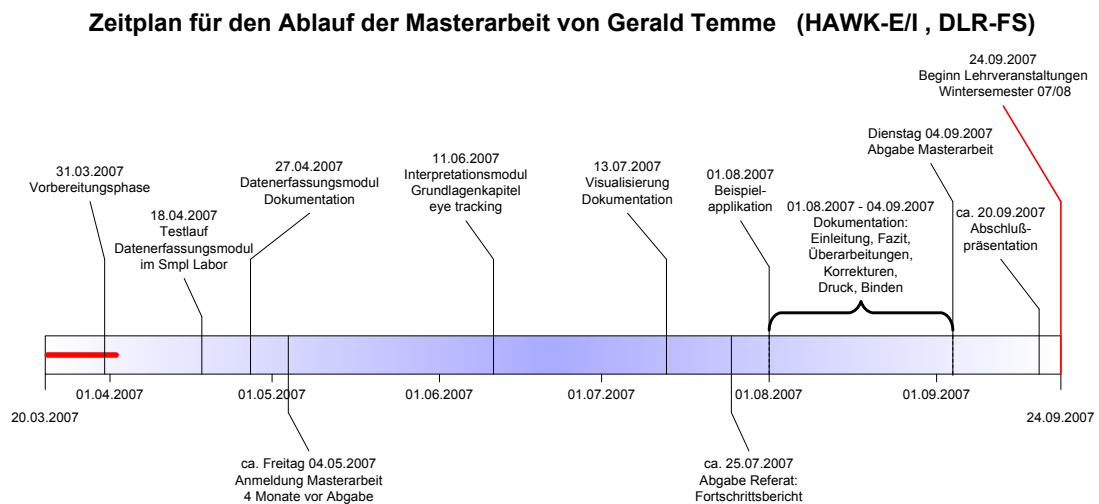 Zeitplan für den Ablauf der Masterarbeit von Gerald Temme (HAWK-E/I , DLR-FS)
24.09.2007
Beginn Lehrveranstaltungen
Wintersemester 07/08
Dienstag 04.09.2007
Abgabe Masterarbeit
31.03.2007
Vorbereitungsphase
18.04.2007
Testlauf
Datenerfassungsmodul
im Smpl Labor
27.04.2007
Datenerfassungsmodul
Dokumentation
11.06.2007
Interpretationsmodul
Grundlagenkapitel
eye tracking
13.07.2007
Visualisierung
Dokumentation
01.08.2007
Beispiel-
applikation
01.08.2007 - 04.09.2007
Dokumentation:
Einleitung, Fazit,
Überarbeitungen,
Korrekturen,
Druck, Binden
ca. 20.09.2007
Abschluß-
präsentation
01.04.2007
01.05.2007
01.06.2007
01.07.2007
01.08.2007
01.09.2007
20.03.2007
24.09.2007
ca. Freitag 04.05.2007
Anmeldung Masterarbeit
4 Monate vor Abgabe
ca. 25.07.2007
Abgabe Referat:
Fortschrittsbericht